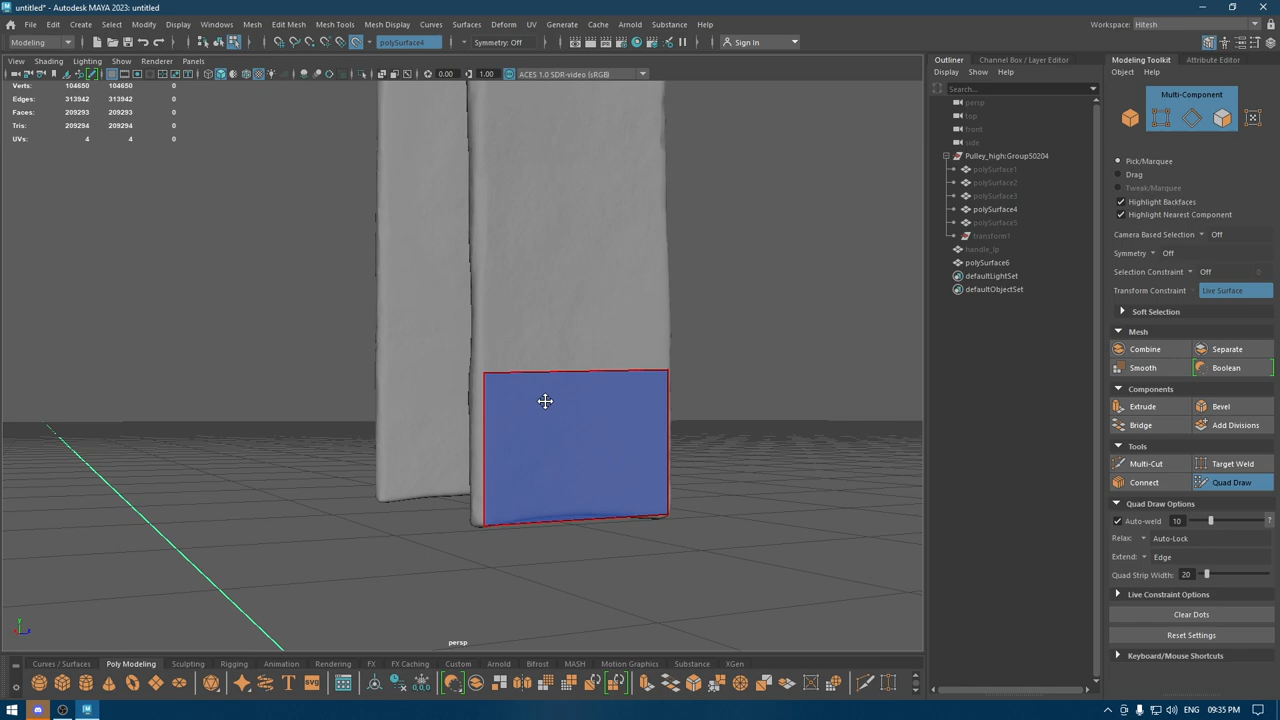 untitled* - Autodesk MAYA 2023: untitled
File Edit Create Select Modify Display Windows Mesh Edit Mesh Mesh Tools Mesh Display Curves Surfaces Deform UV Generate Cache Arnold Substance Help
Workspace: Hitesh
Modeling polySurface4 Symmetry: Off Sign In
View Shading Lighting Show Renderer Panels
0.00 1.00 ACES 1.0 SDR-video (sRGB)
Verts: 104650 104650 0
Edges: 313942 313942 0
Faces: 209293 209293 0
Tris: 209294 209294 0
UVs: 4 4 0
persp
Outliner Channel Box / Layer Editor
Display Show Help
Search...
persp
top
front
side
Pulley_high:Group50204
polySurface1
polySurface2
polySurface3
polySurface4
polySurface5
transform1
handle_lp
polySurface6
defaultLightSet
defaultObjectSet
Modeling Toolkit Attribute Editor
Object Help
Multi-Component
Pick/Marquee
Drag
Tweak/Marquee
Highlight Backfaces
Highlight Nearest Component
Camera Based Selection Off
Symmetry Off
Selection Constraint Off
Transform Constraint Live Surface
Soft Selection
Mesh
Combine Separate
Smooth Boolean
Components
Extrude Bevel
Bridge Add Divisions
Tools
Multi-Cut Target Weld
Connect Quad Draw
Quad Draw Options
Auto-weld 10 ?
Relax: Auto-Lock
Extend: Edge
Quad Strip Width: 20
Live Constraint Options
Clear Dots
Reset Settings
Keyboard/Mouse Shortcuts
Curves / Surfaces Poly Modeling Sculpting Rigging Animation Rendering FX FX Caching Custom Arnold Bifrost MASH Motion Graphics Substance XGen
ENG 09:35 PM